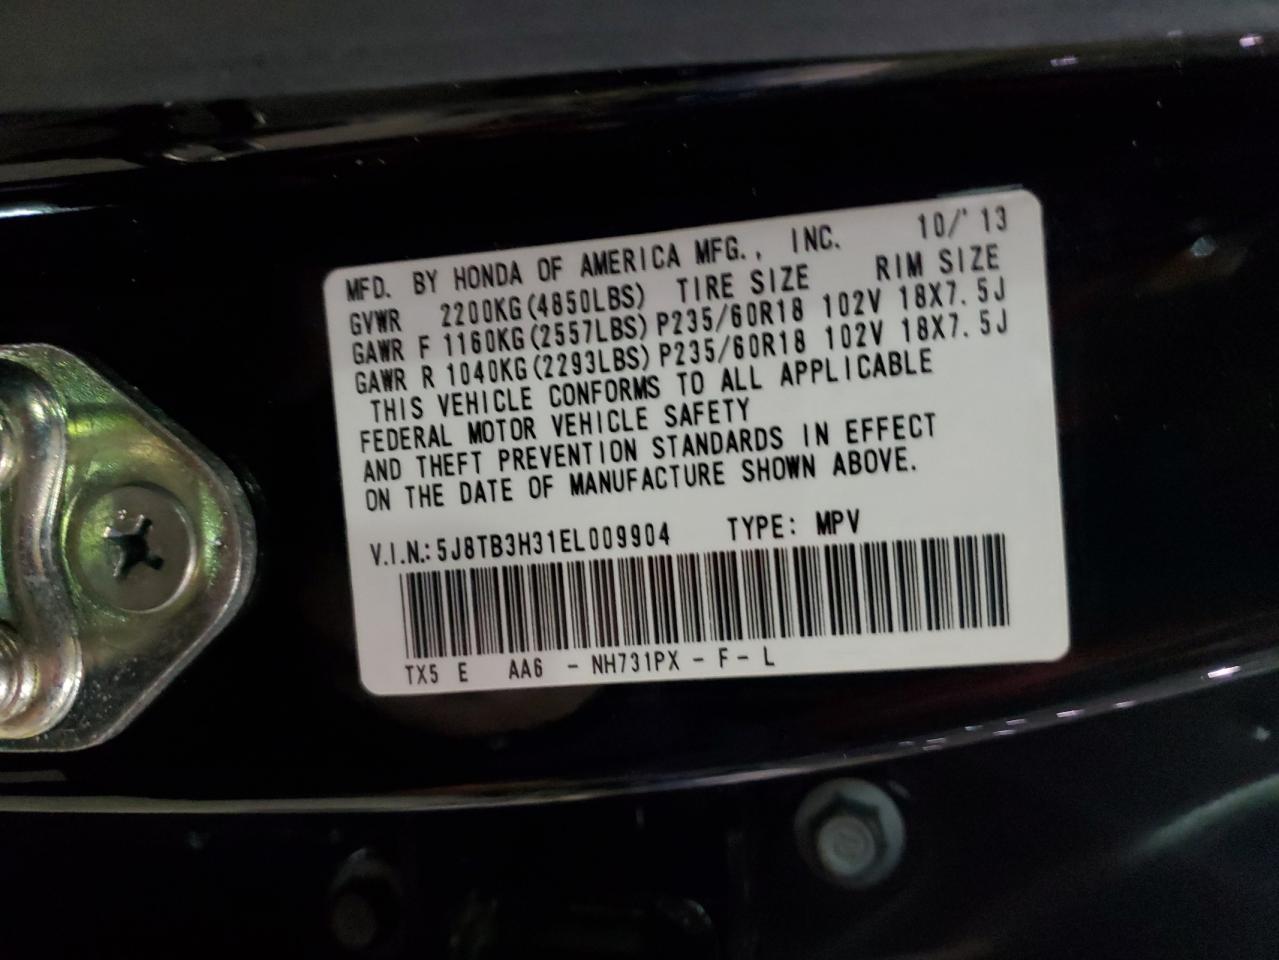 MFD. BY HONDA OF AMERICA MFG., INC. 10/'13
GVWR 2200KG(4850LBS) TIRE SIZE RIM SIZE
GAWR F 1160KG(2557LBS) P235/60R18 102V 18X7.5J
GAWR R 1040KG(2293LBS) P235/60R18 102V 18X7.5J
THIS VEHICLE CONFORMS TO ALL APPLICABLE
FEDERAL MOTOR VEHICLE SAFETY
AND THEFT PREVENTION STANDARDS IN EFFECT
ON THE DATE OF MANUFACTURE SHOWN ABOVE.
V.I.N.: 5J8TB3H31EL009904 TYPE: MPV
TX5 E AA6 - NH731PX - F - L